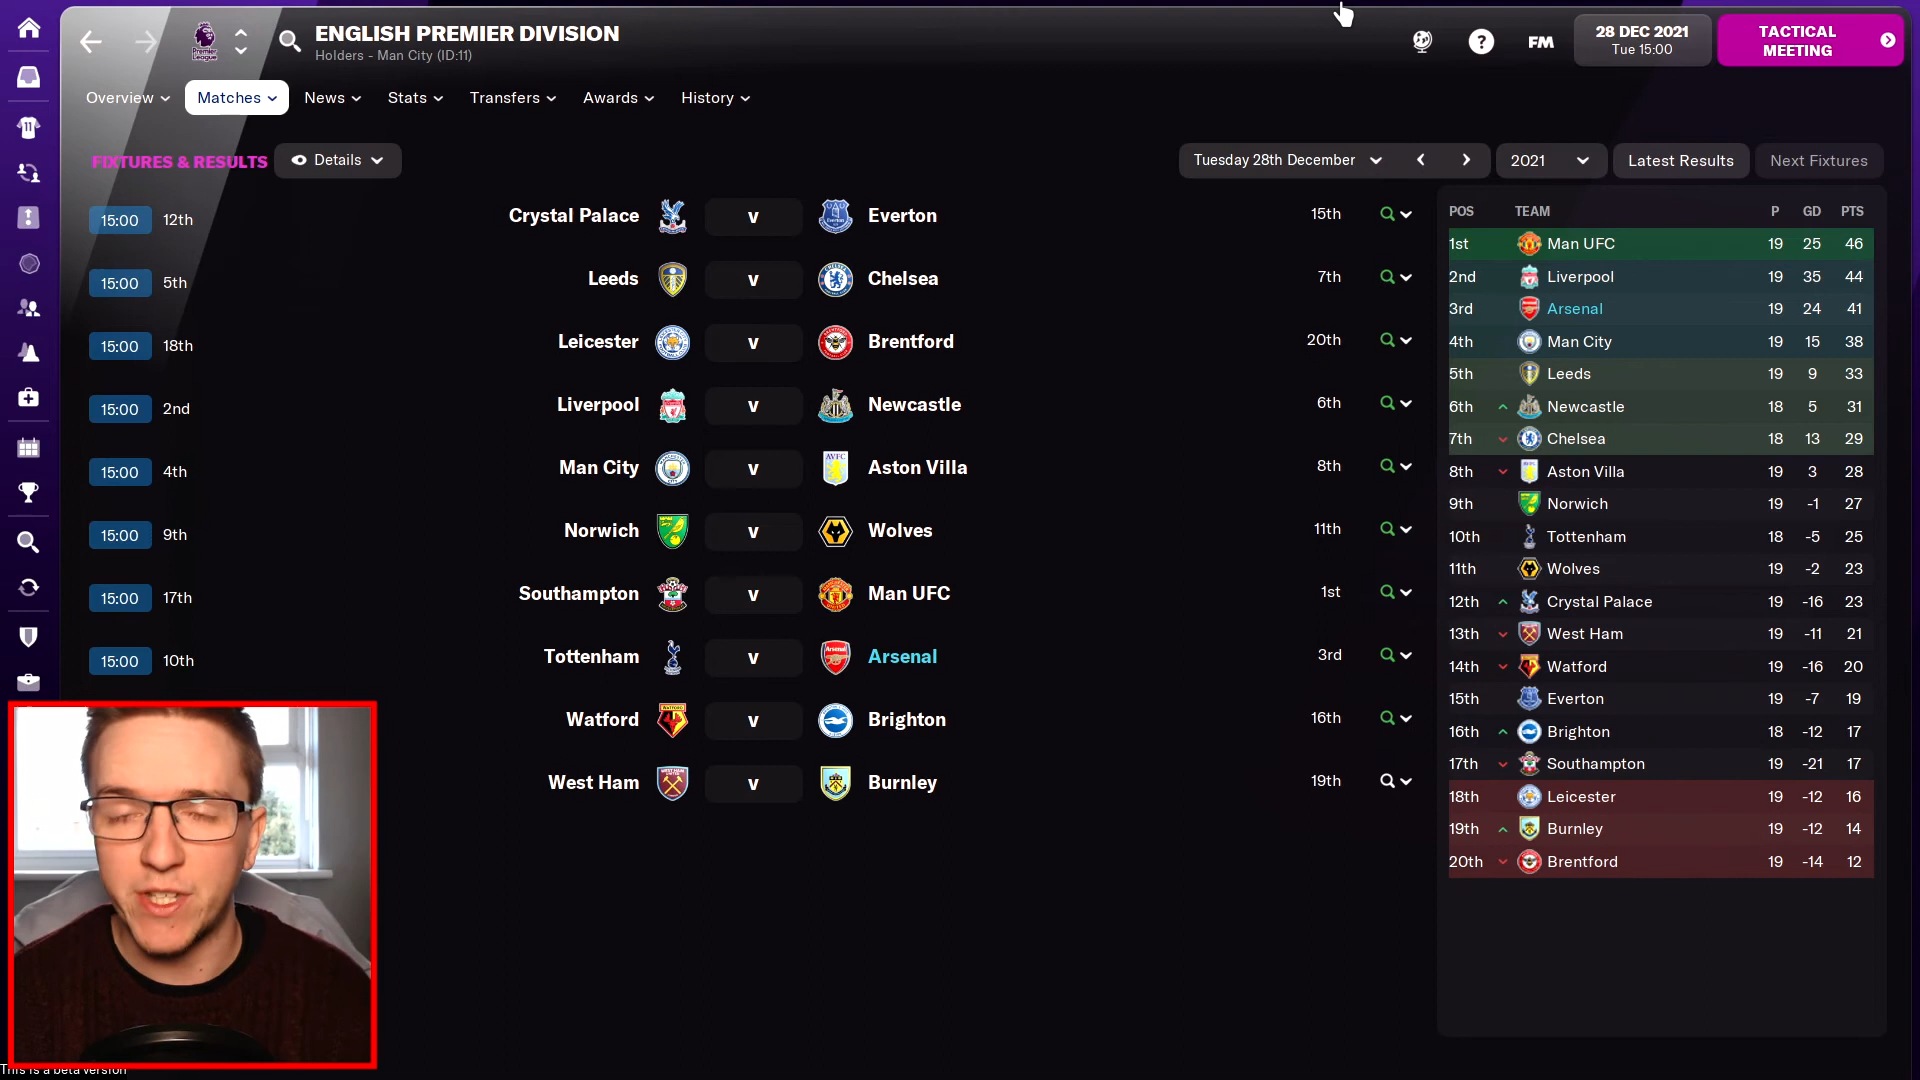 ENGLISH PREMIER DIVISION
Holders - Man City (ID:11)
FM
28 DEC 2021
Tue 15:00
TACTICAL
MEETING
Overview
Matches
News
Stats
Transfers
Awards
History
FIXTURES & RESULTS
Details
Tuesday 28th December
2021
Latest Results
Next Fixtures
15:00 12th Crystal Palace v Everton 15th
15:00 5th Leeds v Chelsea 7th
15:00 18th Leicester v Brentford 20th
15:00 2nd Liverpool v Newcastle 6th
15:00 4th Man City v Aston Villa 8th
15:00 9th Norwich v Wolves 11th
15:00 17th Southampton v Man UFC 1st
15:00 10th Tottenham v Arsenal 3rd
Watford v Brighton 16th
West Ham v Burnley 19th
POS TEAM P GD PTS
1st Man UFC 19 25 46
2nd Liverpool 19 35 44
3rd Arsenal 19 24 41
4th Man City 19 15 38
5th Leeds 19 9 33
6th Newcastle 18 5 31
7th Chelsea 18 13 29
8th Aston Villa 19 3 28
9th Norwich 19 -1 27
10th Tottenham 18 -5 25
11th Wolves 19 -2 23
12th Crystal Palace 19 -16 23
13th West Ham 19 -11 21
14th Watford 19 -16 20
15th Everton 19 -7 19
16th Brighton 18 -12 17
17th Southampton 19 -21 17
18th Leicester 19 -12 16
19th Burnley 19 -12 14
20th Brentford 19 -14 12
This is a beta version